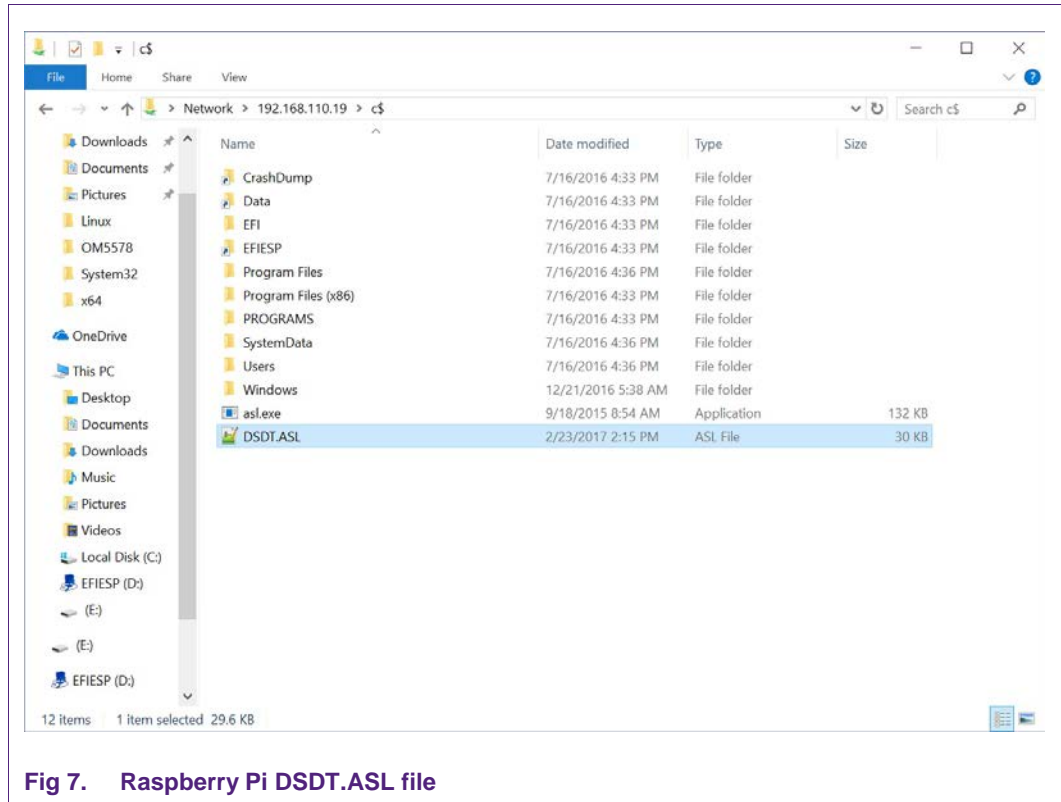 c$
File Home Share View
Network > 192.168.110.19 > c$
Search c$
Downloads
Documents
Pictures
Linux
OM5578
System32
x64
OneDrive
This PC
Desktop
Documents
Downloads
Music
Pictures
Videos
Local Disk (C:)
EFIESP (D:)
(E:)
(E:)
EFIESP (D:)
Name Date modified Type Size
CrashDump 7/16/2016 4:33 PM File folder
Data 7/16/2016 4:33 PM File folder
EFI 7/16/2016 4:33 PM File folder
EFIESP 7/16/2016 4:33 PM File folder
Program Files 7/16/2016 4:36 PM File folder
Program Files (x86) 7/16/2016 4:33 PM File folder
PROGRAMS 7/16/2016 4:33 PM File folder
SystemData 7/16/2016 4:36 PM File folder
Users 7/16/2016 4:36 PM File folder
Windows 12/21/2016 5:38 AM File folder
asl.exe 9/18/2015 8:54 AM Application 132 KB
DSDT.ASL 2/23/2017 2:15 PM ASL File 30 KB
12 items 1 item selected 29.6 KB
Fig 7. Raspberry Pi DSDT.ASL file